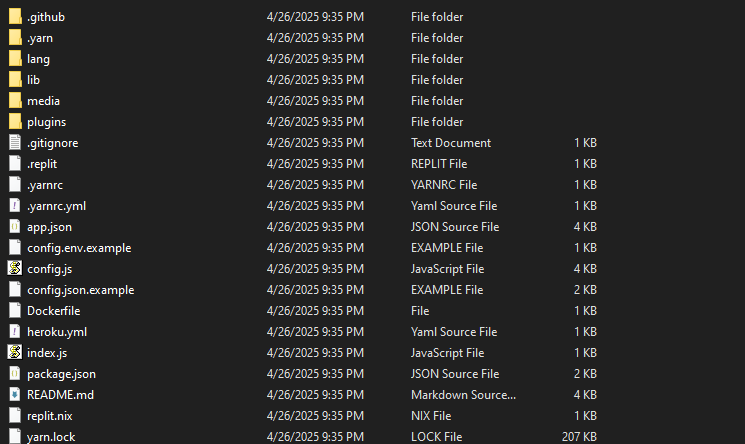 .github 4/26/2025 9:35 PM File folder
.yarn 4/26/2025 9:35 PM File folder
lang 4/26/2025 9:35 PM File folder
lib 4/26/2025 9:35 PM File folder
media 4/26/2025 9:35 PM File folder
plugins 4/26/2025 9:35 PM File folder
.gitignore 4/26/2025 9:35 PM Text Document 1 KB
.replit 4/26/2025 9:35 PM REPLIT File 1 KB
.yarnrc 4/26/2025 9:35 PM YARNRC File 1 KB
.yarnrc.yml 4/26/2025 9:35 PM Yaml Source File 1 KB
app.json 4/26/2025 9:35 PM JSON Source File 4 KB
config.env.example 4/26/2025 9:35 PM EXAMPLE File 1 KB
config.js 4/26/2025 9:35 PM JavaScript File 4 KB
config.json.example 4/26/2025 9:35 PM EXAMPLE File 2 KB
Dockerfile 4/26/2025 9:35 PM File 1 KB
heroku.yml 4/26/2025 9:35 PM Yaml Source File 1 KB
index.js 4/26/2025 9:35 PM JavaScript File 1 KB
package.json 4/26/2025 9:35 PM JSON Source File 2 KB
README.md 4/26/2025 9:35 PM Markdown Source... 4 KB
replit.nix 4/26/2025 9:35 PM NIX File 1 KB
yarn.lock 4/26/2025 9:35 PM LOCK File 207 KB